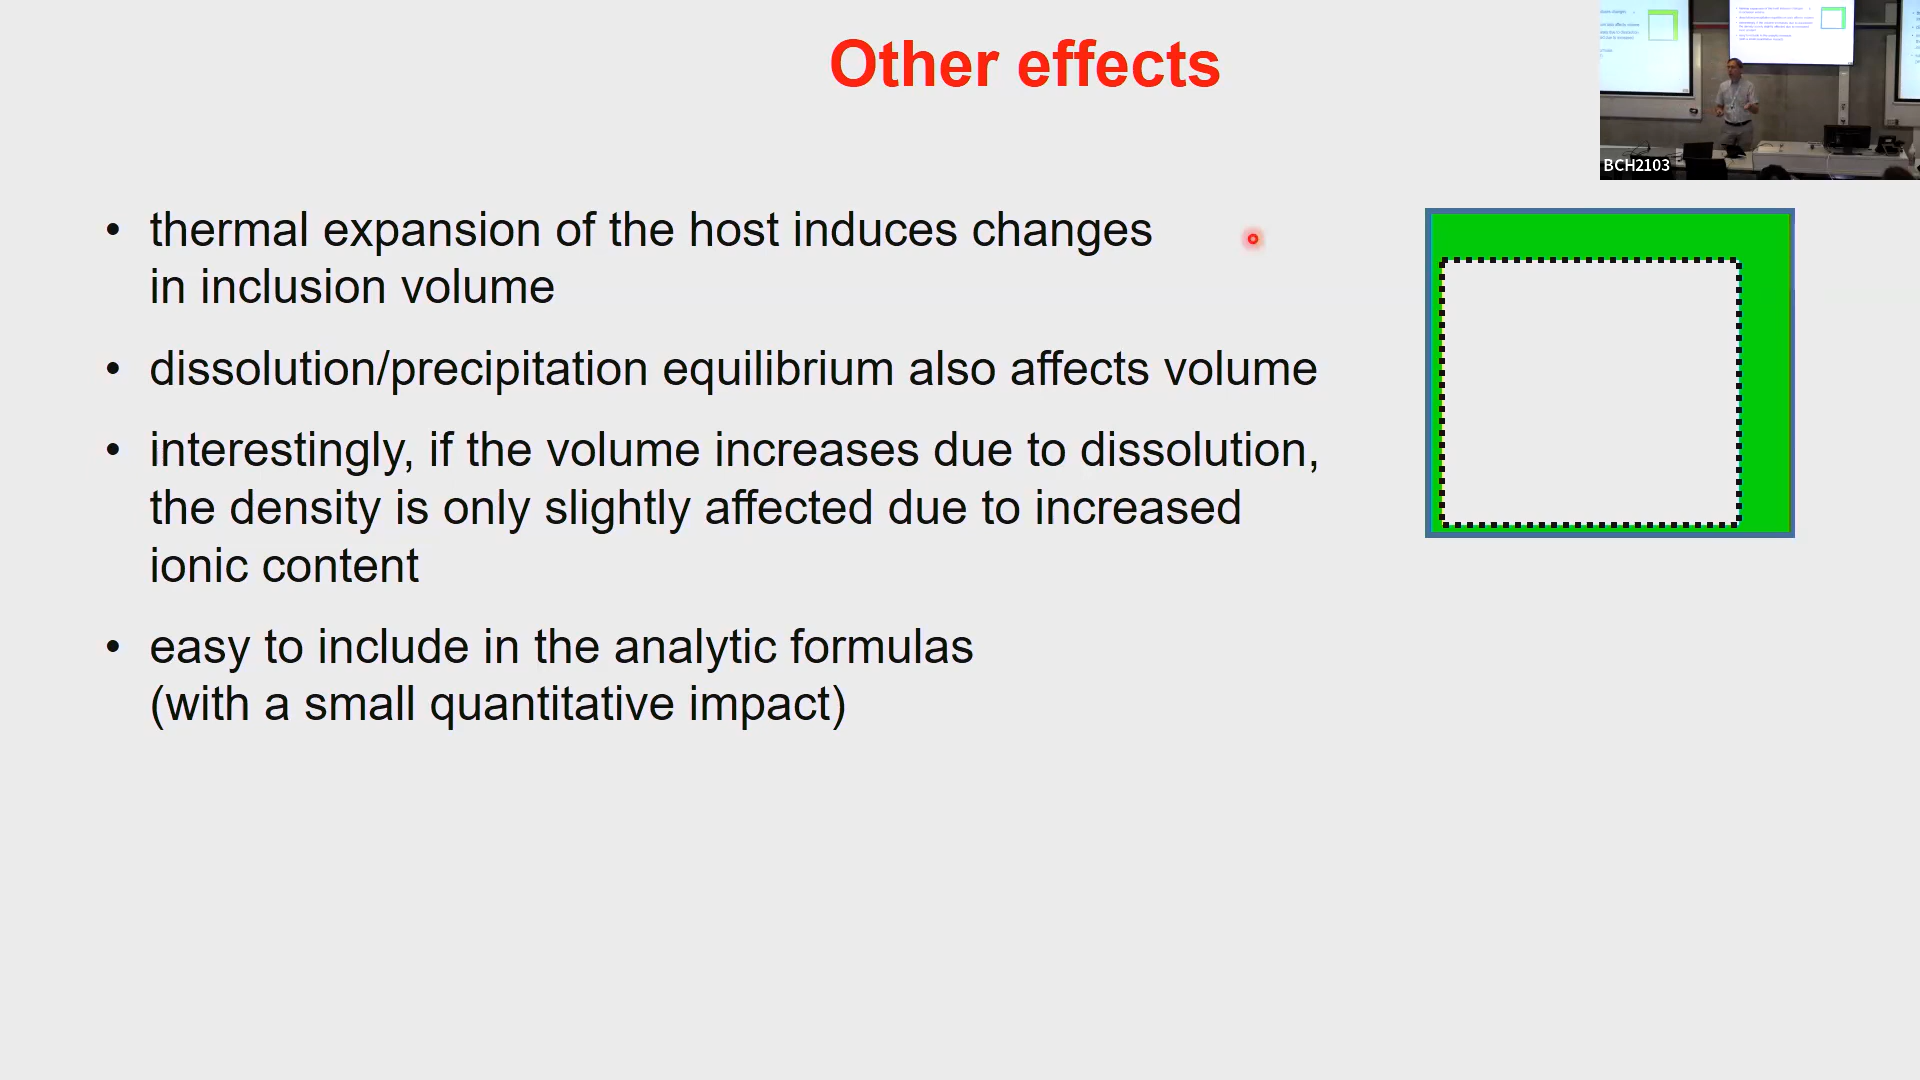 Other effects
BCH2103
• thermal expansion of the host induces changes
in inclusion volume
• dissolution/precipitation equilibrium also affects volume
• interestingly, if the volume increases due to dissolution,
the density is only slightly affected due to increased
ionic content
• easy to include in the analytic formulas
(with a small quantitative impact)